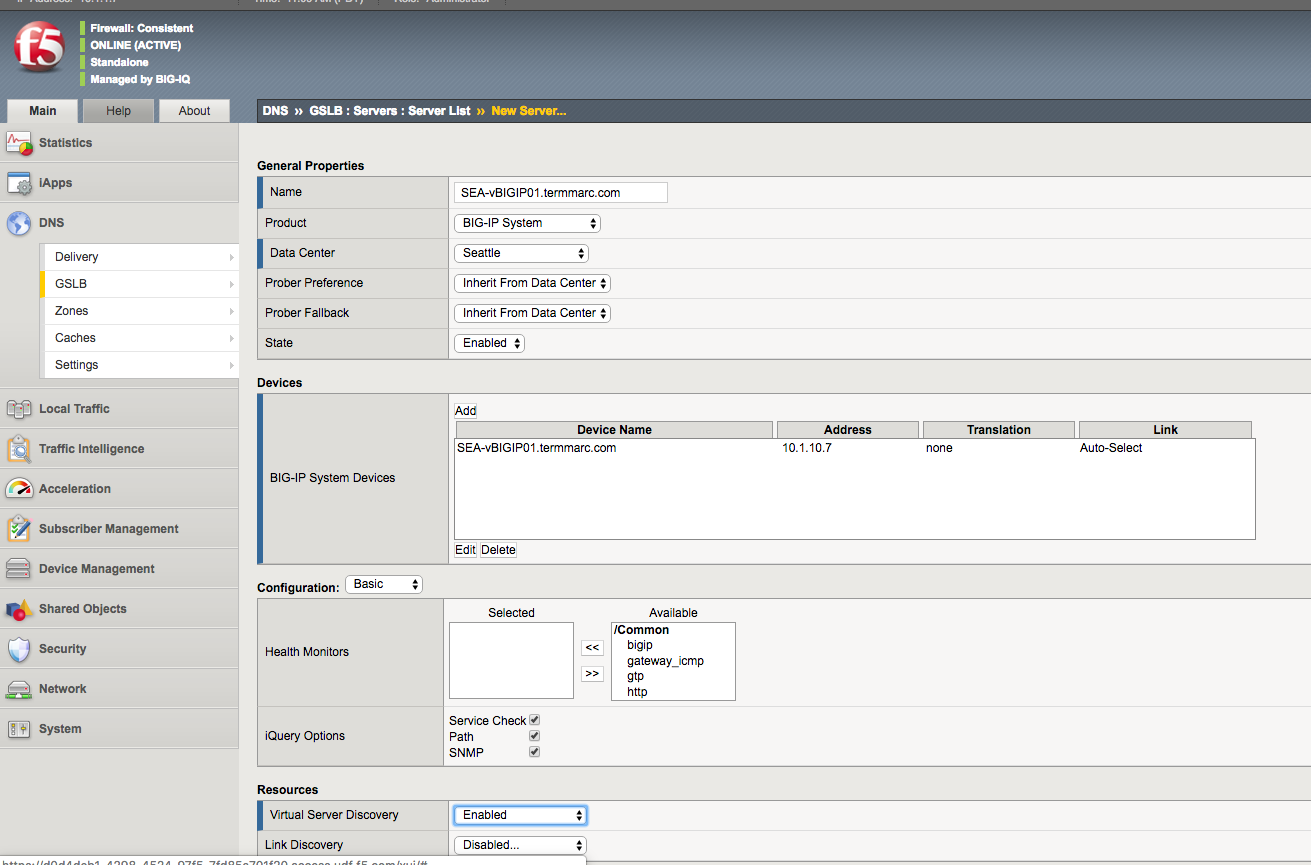 f5
Firewall: Consistent
ONLINE (ACTIVE)
Standalone
Managed by BIG-IQ
Main Help About
DNS ›› GSLB : Servers : Server List ›› New Server...
Statistics
iApps
DNS
Delivery
GSLB
Zones
Caches
Settings
Local Traffic
Traffic Intelligence
Acceleration
Subscriber Management
Device Management
Shared Objects
Security
Network
System
General Properties
Name SEA-vBIGIP01.termmarc.com
Product BIG-IP System
Data Center Seattle
Prober Preference Inherit From Data Center
Prober Fallback Inherit From Data Center
State Enabled
Devices
BIG-IP System Devices
Add
Device Name Address Translation Link
SEA-vBIGIP01.termmarc.com 10.1.10.7 none Auto-Select
Edit Delete
Configuration: Basic
Health Monitors
Selected Available
<< >>
/Common
bigip
gateway_icmp
gtp
http
iQuery Options
Service Check
Path
SNMP
Resources
Virtual Server Discovery Enabled
Link Discovery Disabled...